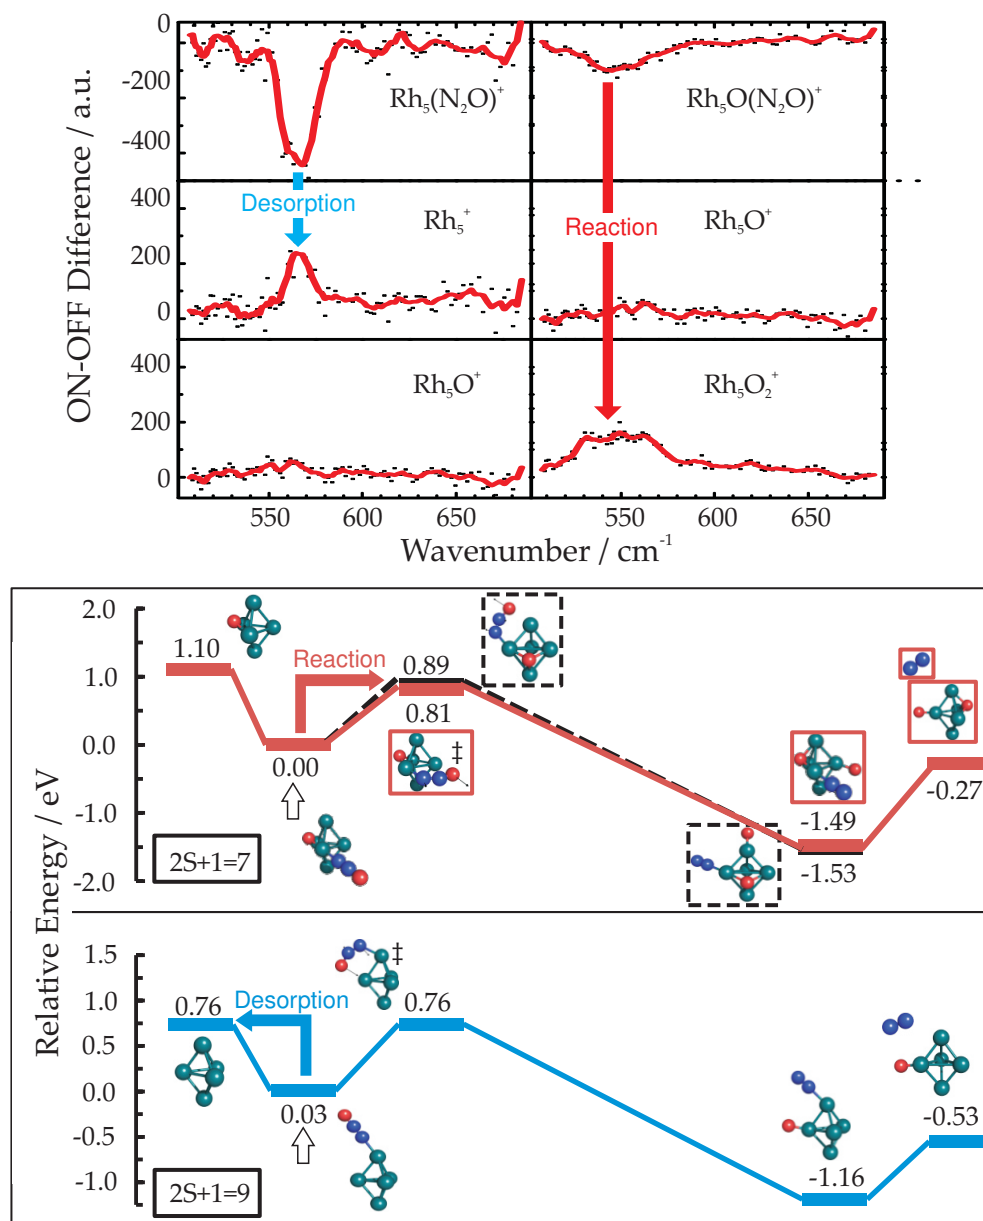 ON-OFF Difference / a.u.
0
-200
-400
Rh₅(N₂O)⁺
Rh₅O(N₂O)⁺
Desorption
400
200
0
Rh₅⁺
Reaction
Rh₅O⁺
400
200
0
Rh₅O⁺
Rh₅O₂⁺
550 600 650 550 600 650
Wavenumber / cm⁻¹
Relative Energy / eV
2.0
1.0
0.0
-1.0
-2.0
1.10
Reaction
0.89
0.81
‡
0.00
-1.49
-1.53
-0.27
2S+1=7
1.5
1.0
0.5
0.0
-0.5
-1.0
‡
0.76
Desorption
0.76
0.03
-0.53
-1.16
2S+1=9